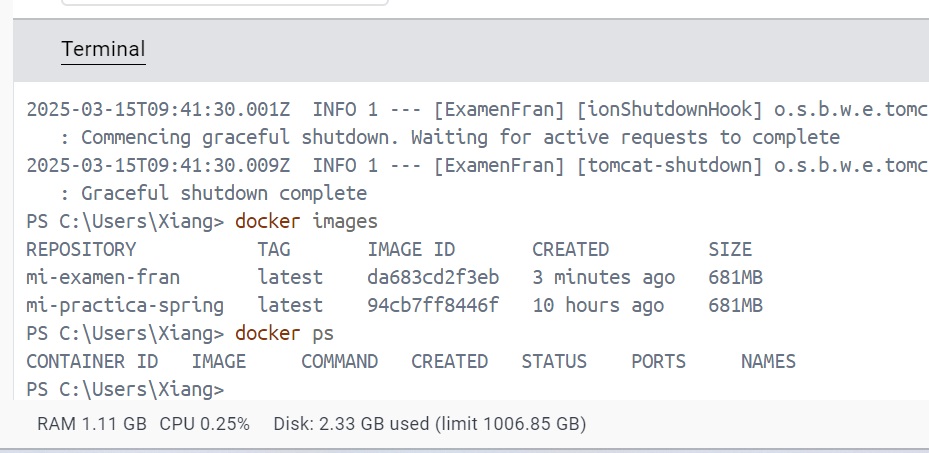 Terminal
2025-03-15T09:41:30.001Z  INFO 1 --- [ExamenFran] [ionShutdownHook] o.s.b.w.e.tomc
: Commencing graceful shutdown. Waiting for active requests to complete
2025-03-15T09:41:30.009Z  INFO 1 --- [ExamenFran] [tomcat-shutdown] o.s.b.w.e.tomc
: Graceful shutdown complete
PS C:\Users\Xiang> docker images
REPOSITORY           TAG       IMAGE ID       CREATED         SIZE
mi-examen-fran       latest    da683cd2f3eb   3 minutes ago   681MB
mi-practica-spring   latest    94cb7ff8446f   10 hours ago    681MB
PS C:\Users\Xiang> docker ps
CONTAINER ID   IMAGE     COMMAND   CREATED   STATUS    PORTS     NAMES
PS C:\Users\Xiang>
RAM 1.11 GB  CPU 0.25%   Disk: 2.33 GB used (limit 1006.85 GB)